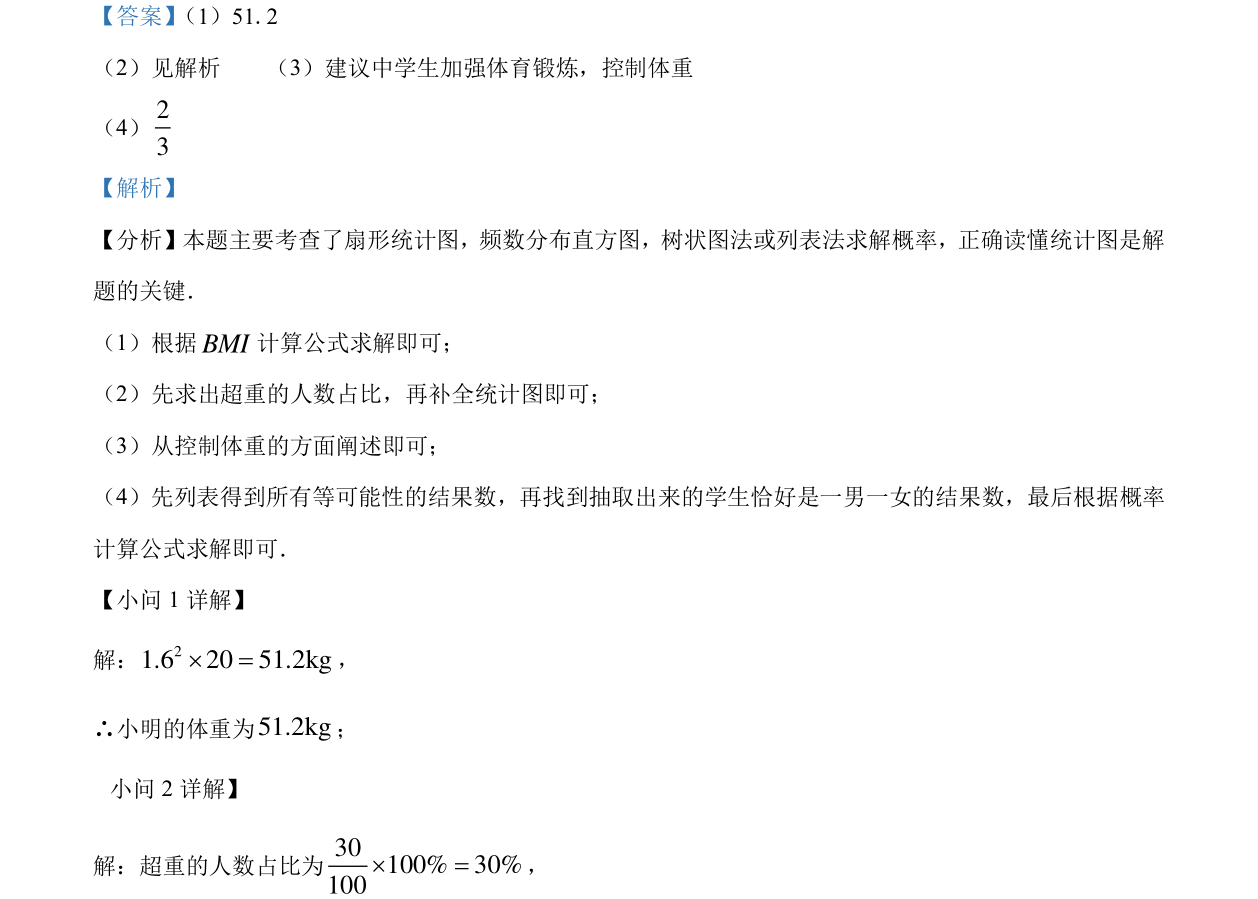 【答案】（1）51.2
（2）见解析 （3）建议中学生加强体育锻炼，控制体重
（4）2/3
【解析】
【分析】本题主要考查了扇形统计图，频数分布直方图，树状图法或列表法求解概率，正确读懂统计图是解
题的关键．
（1）根据 BMI 计算公式求解即可；
（2）先求出超重的人数占比，再补全统计图即可；
（3）从控制体重的方面阐述即可；
（4）先列表得到所有等可能性的结果数，再找到抽取出来的学生恰好是一男一女的结果数，最后根据概率
计算公式求解即可．
【小问 1 详解】
解：1.6²×20=51.2kg，
∴小明的体重为51.2kg；
小问 2 详解】
解：超重的人数占比为30/100×100%=30%，